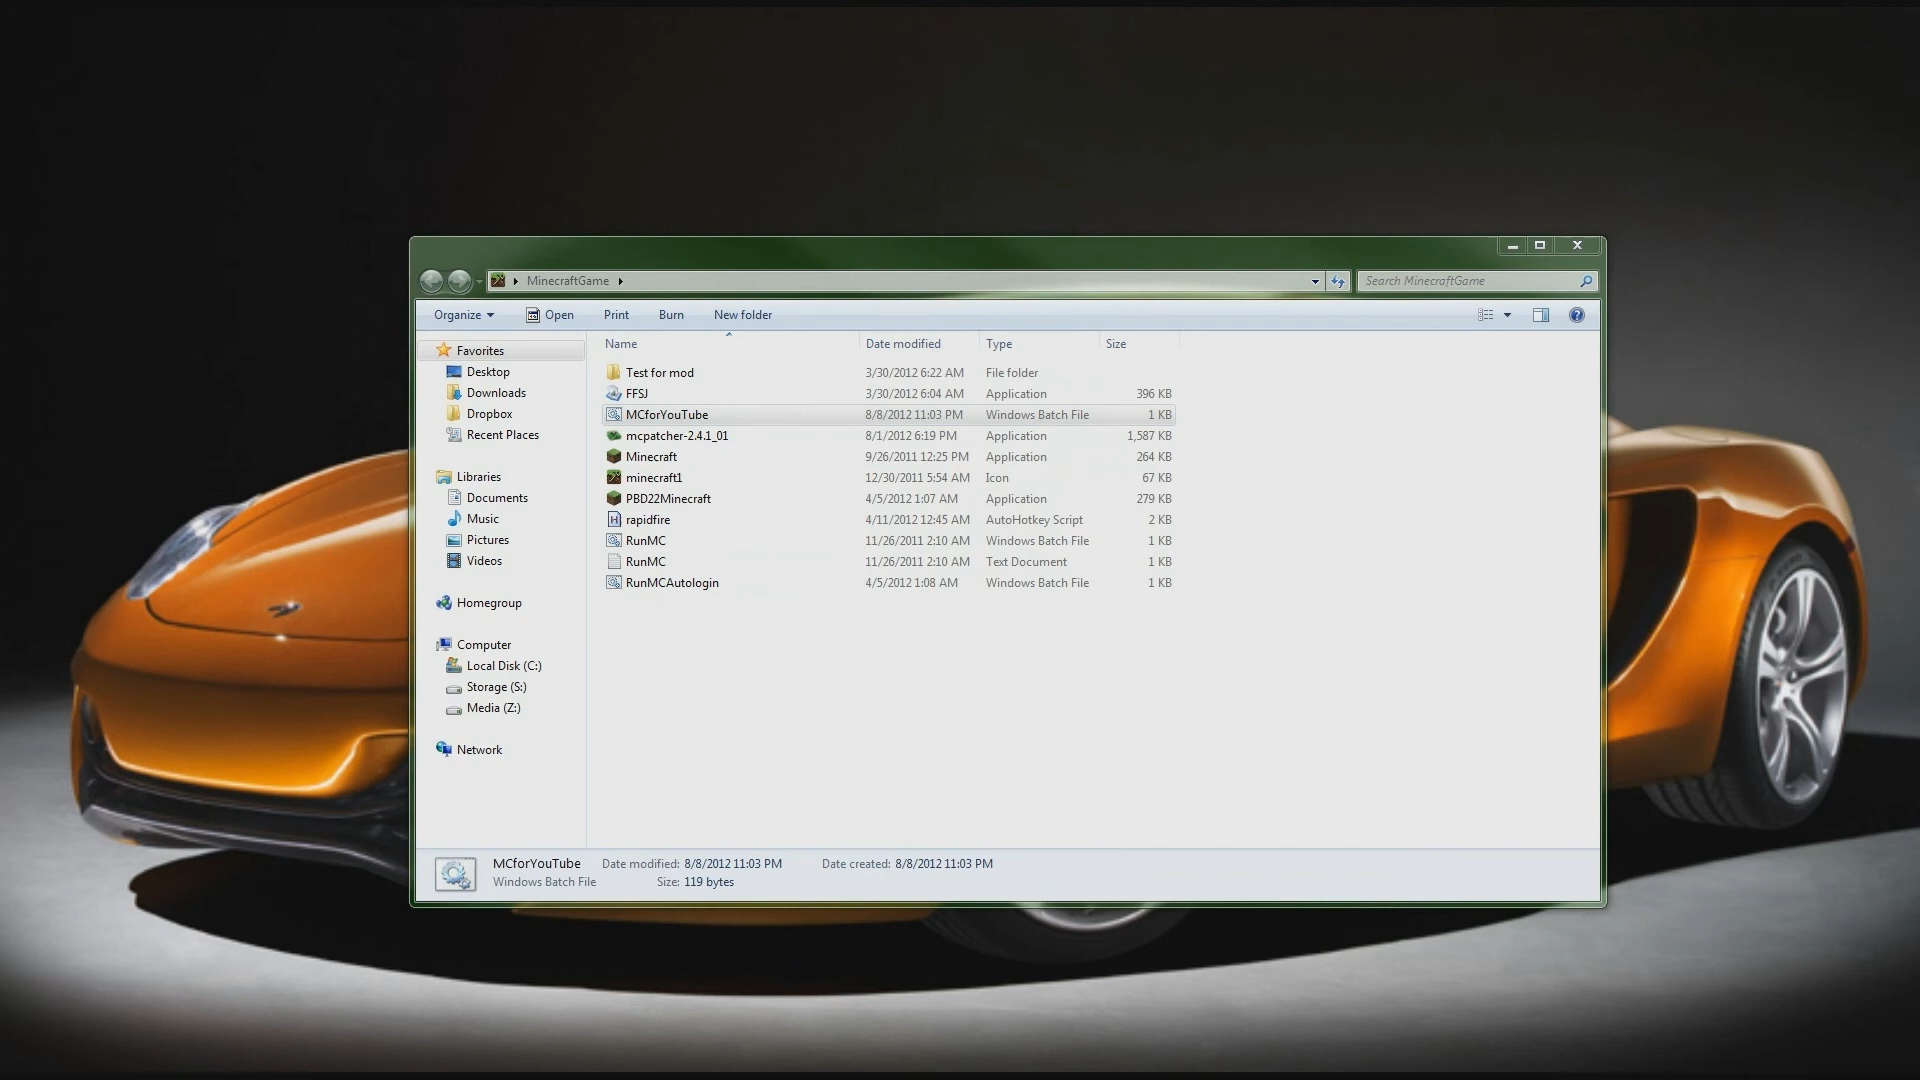 MinecraftGame
Search MinecraftGame
Organize Open Print Burn New folder
Favorites
Desktop
Downloads
Dropbox
Recent Places
Libraries
Documents
Music
Pictures
Videos
Homegroup
Computer
Local Disk (C:)
Storage (S:)
Media (Z:)
Network
Name Date modified Type Size
Test for mod 3/30/2012 6:22 AM File folder
FFSJ 3/30/2012 6:04 AM Application 396 KB
MCforYouTube 8/8/2012 11:03 PM Windows Batch File 1 KB
mcpatcher-2.4.1_01 8/1/2012 6:19 PM Application 1,587 KB
Minecraft 9/26/2011 12:25 PM Application 264 KB
minecraft1 12/30/2011 5:54 AM Icon 67 KB
PBD22Minecraft 4/5/2012 1:07 AM Application 279 KB
rapidfire 4/11/2012 12:45 AM AutoHotkey Script 2 KB
RunMC 11/26/2011 2:10 AM Windows Batch File 1 KB
RunMC 11/26/2011 2:10 AM Text Document 1 KB
RunMCAutologin 4/5/2012 1:08 AM Windows Batch File 1 KB
MCforYouTube Date modified: 8/8/2012 11:03 PM Date created: 8/8/2012 11:03 PM
Windows Batch File Size: 119 bytes